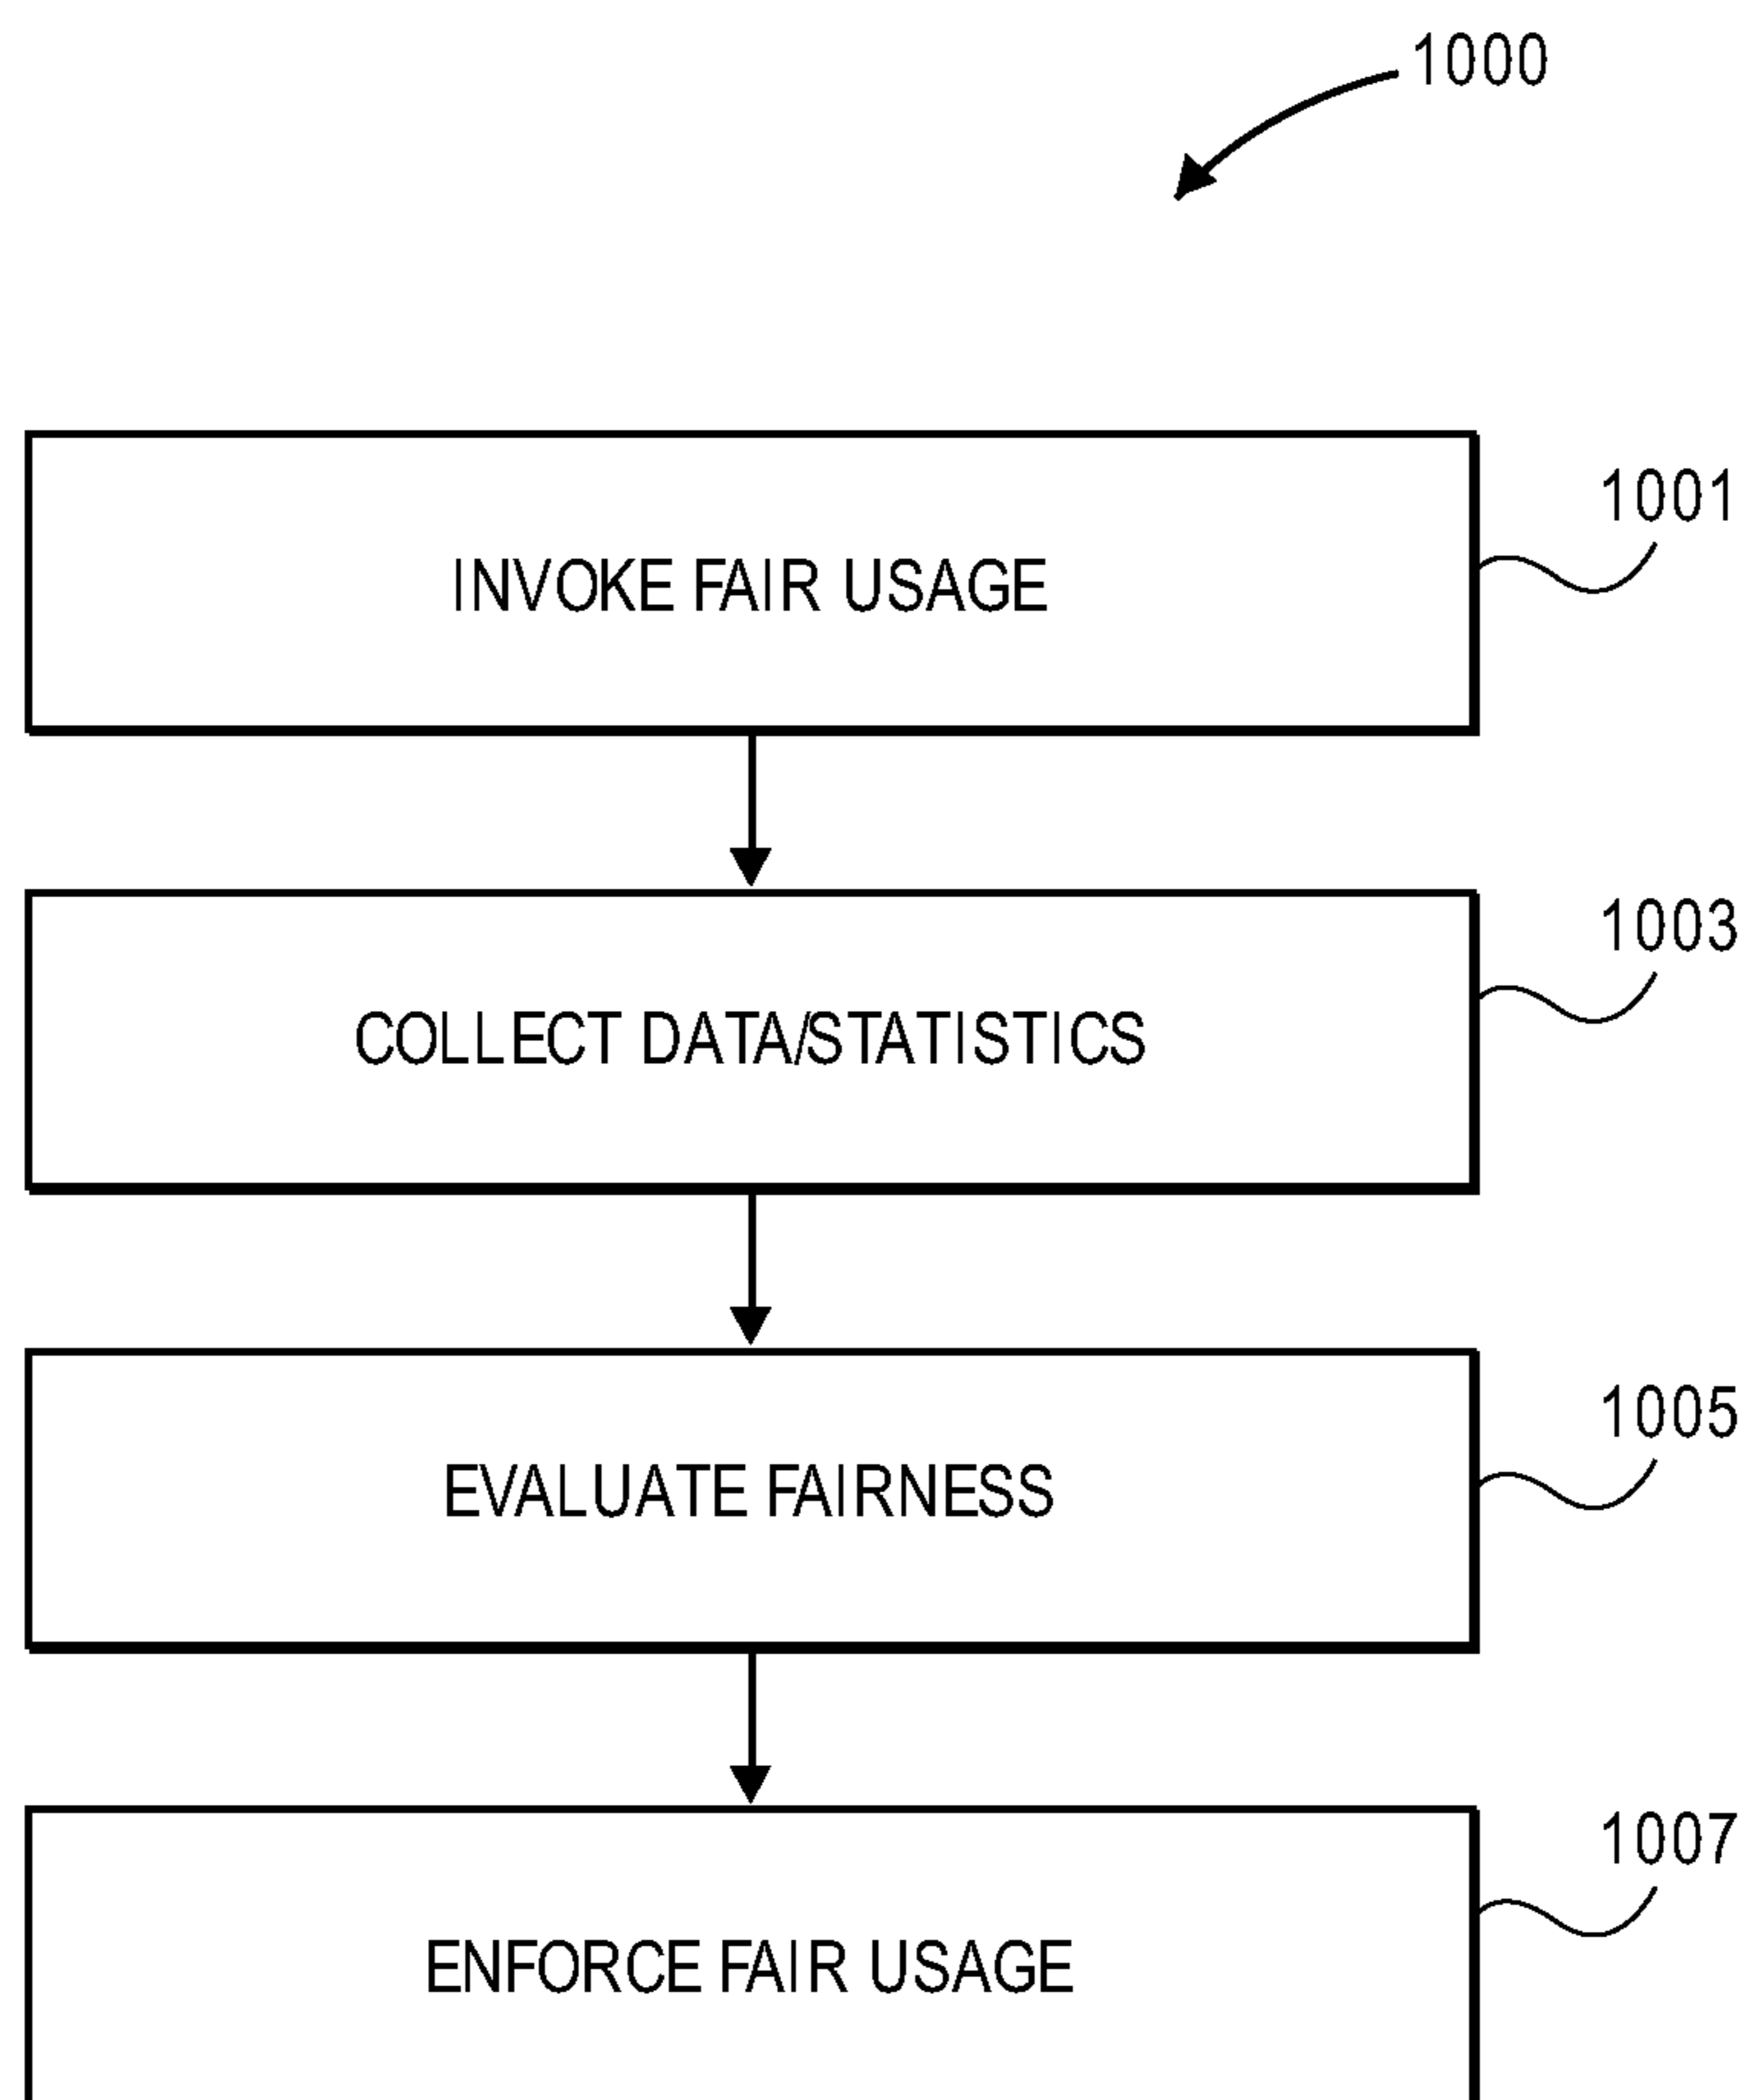 1000
INVOKE FAIR USAGE
1001
COLLECT DATA/STATISTICS
1003
EVALUATE FAIRNESS
1005
ENFORCE FAIR USAGE
1007